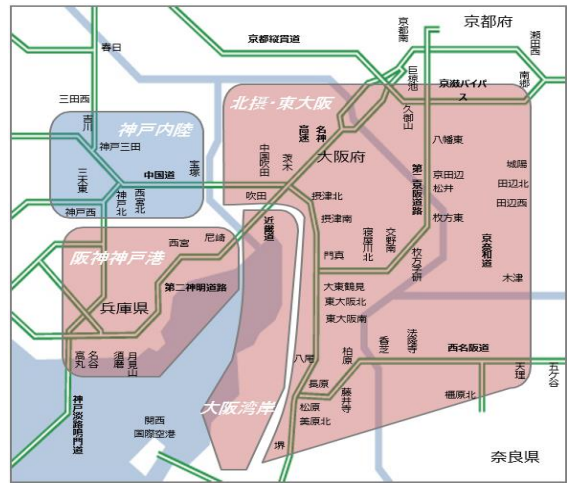 京都府
京都南
瀬田西
京都縦貫道
春日
巨椋池
南郷
京滋バイパス
三田西
吉川
北摂・東大阪
久御山
神戸内陸
名神
高速
八幡東
神戸三田
中国吹田
茨木
大阪府
第二京阪道路
城陽
宝塚
中国道
京田辺
松井
田辺北
三木東
神戸北
西宮北
吹田
摂津北
田辺西
神戸西
近畿道
摂津南
枚方東
西宮
尼崎
寝屋川北
交野南
京奈和道
阪神神戸港
門真
枚方学研
木津
第二神明道路
大東鶴見
兵庫県
東大阪北
東大阪南
香芝
法隆寺
西名阪道
八尾
柏原
高丸
名谷
須磨
月見山
天理
五ケ谷
長原
藤井寺
橿原北
大阪湾岸
松原
美原北
神戸淡路鳴門道
関西
国際空港
堺
奈良県